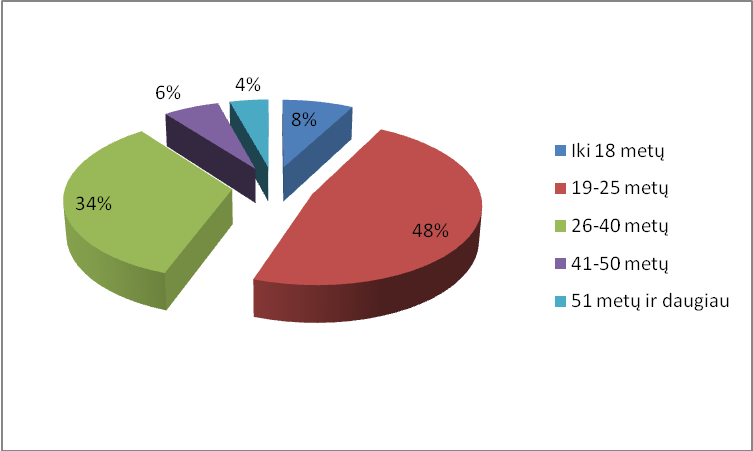 4%
6%
8%
34%
48%
Iki 18 metų
19-25 metų
26-40 metų
41-50 metų
51 metų ir daugiau